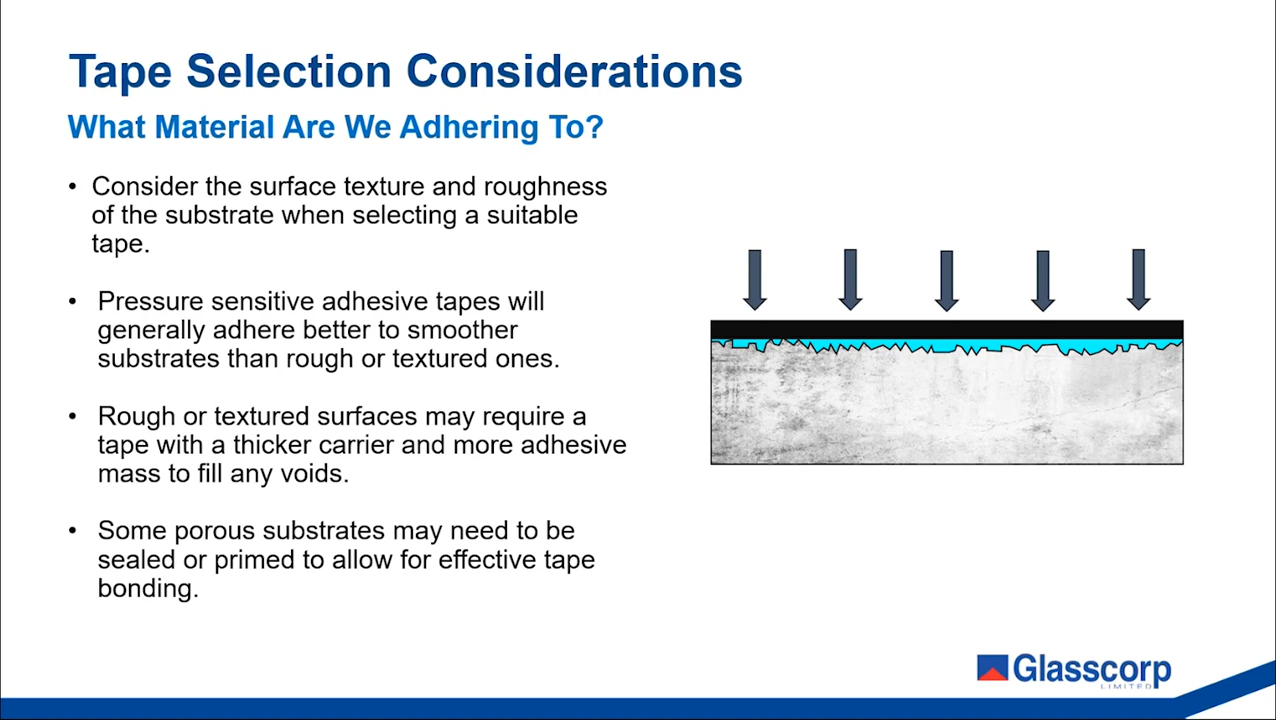 Tape Selection Considerations
What Material Are We Adhering To?
• Consider the surface texture and roughness
of the substrate when selecting a suitable
tape.
• Pressure sensitive adhesive tapes will
generally adhere better to smoother
substrates than rough or textured ones.
• Rough or textured surfaces may require a
tape with a thicker carrier and more adhesive
mass to fill any voids.
• Some porous substrates may need to be
sealed or primed to allow for effective tape
bonding.
Glasscorp
LIMITED